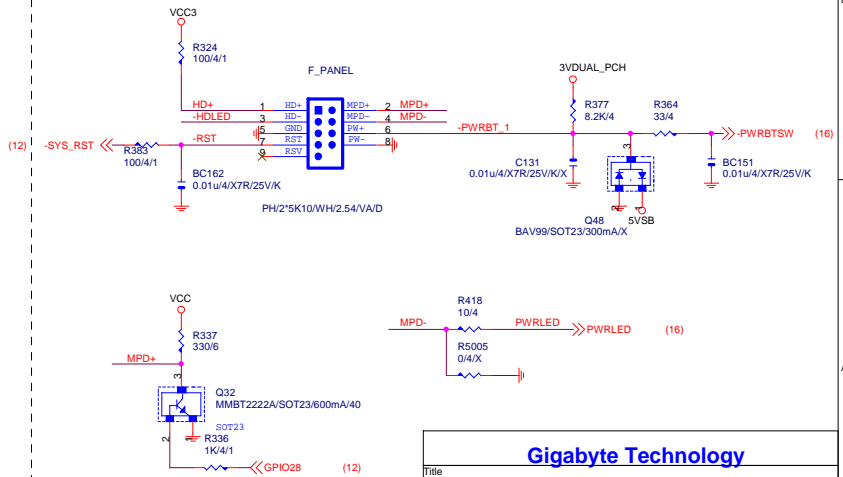 VCC3
R324
100/4/1
F_PANEL
3VDUAL_PCH
HD+ 1 HD+ MPD+ 2 MPD+
-HDLED 3 HD- MPD- 4 MPD-
5 GND PW+ 6 -PWRBT_1
-RST 7 RST PW- 8
9 RSV
R377
8.2K/4
R364
33/4
(12) -SYS_RST
R383
100/4/1
-PWRBTSW (16)
BC162
0.01u/4/X7R/25V/K
C131
0.01u/4/X7R/25V/K/X
3
BC151
0.01u/4/X7R/25V/K
PH/2*5K10/WH/2.54/VA/D
2
1
Q48
5VSB
BAV99/SOT23/300mA/X
VCC
R337
330/6
MPD+
3
Q32
MMBT2222A/SOT23/600mA/40
SOT23
2
1
R336
1K/4/1
GPIO28 (12)
MPD-
R418
10/4
PWRLED
PWRLED (16)
R5005
0/4/X
Gigabyte Technology
Title